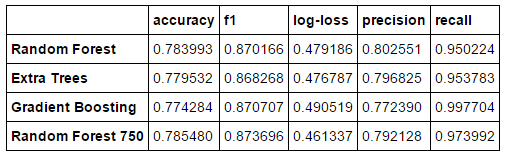 accuracy f1 log-loss precision recall
Random Forest 0.783993 0.870166 0.479186 0.802551 0.950224
Extra Trees 0.779532 0.868268 0.476787 0.796825 0.953783
Gradient Boosting 0.774284 0.870707 0.490519 0.772390 0.997704
Random Forest 750 0.785480 0.873696 0.461337 0.792128 0.973992